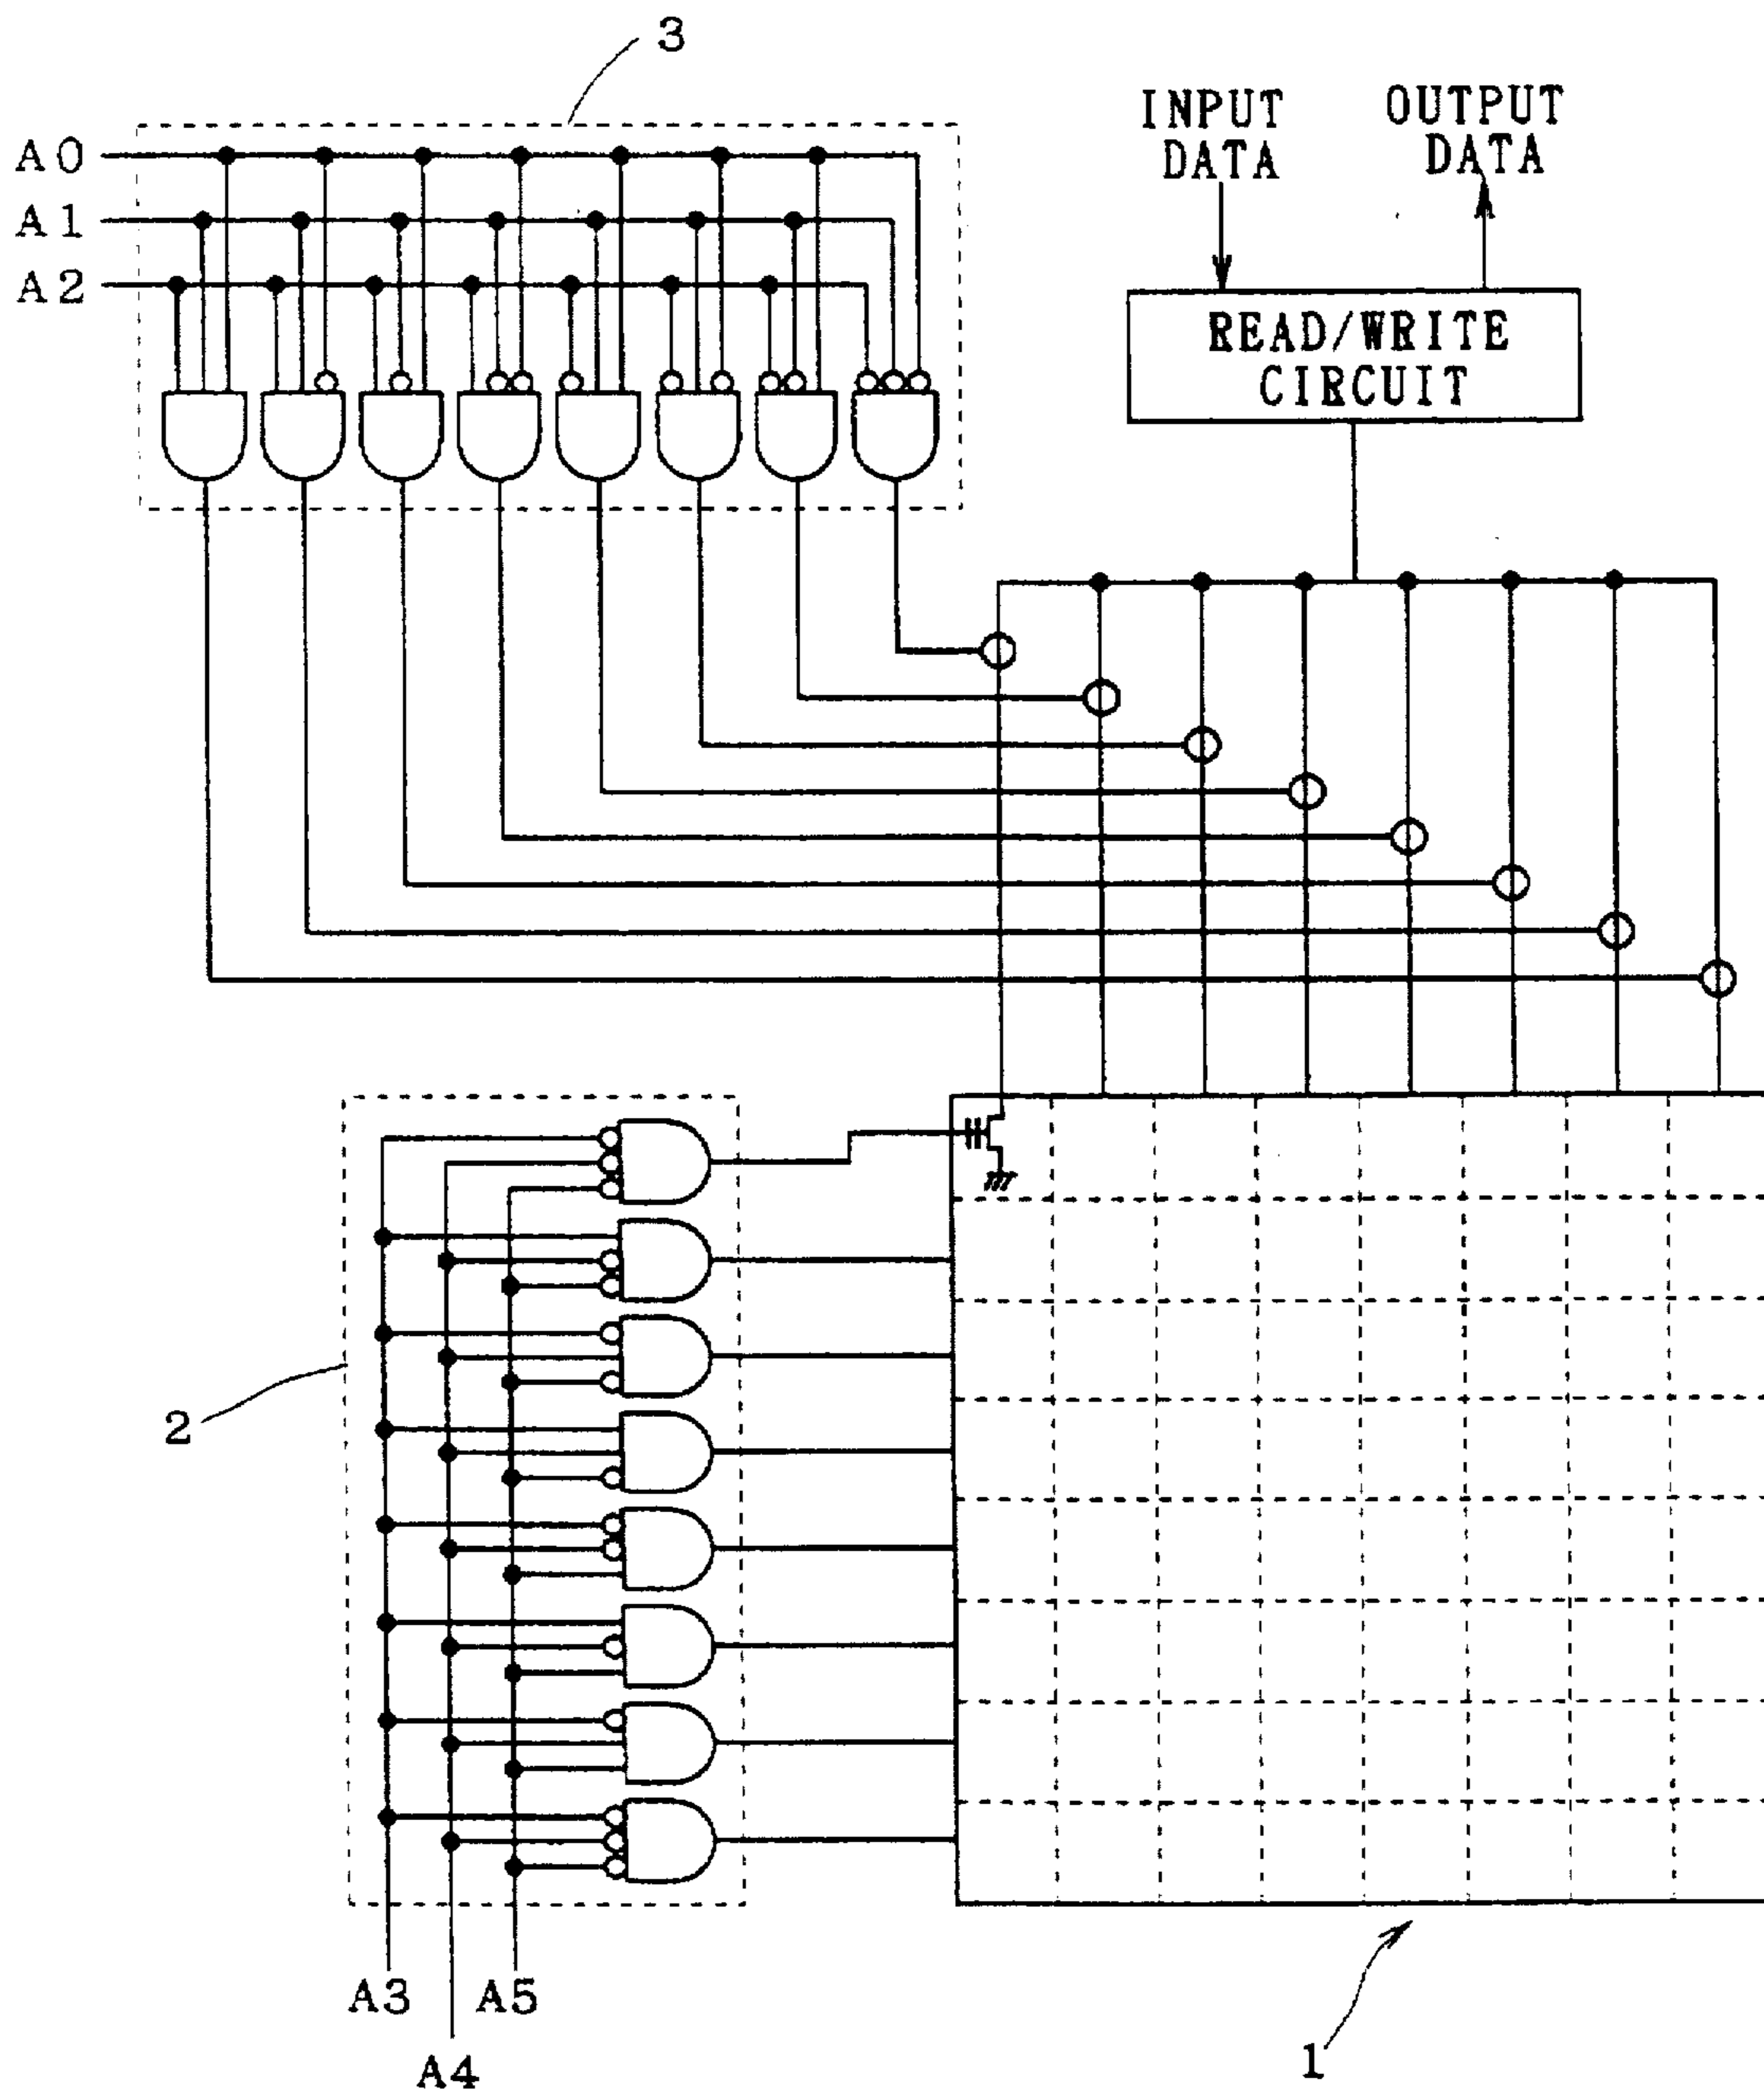 3
INPUT DATA
OUTPUT DATA
A0
A1
A2
READ/WRITE
CIRCUIT
2
A3
A5
A4
1